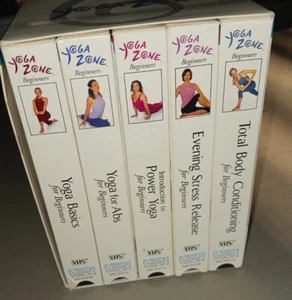 YOGA
ZONE
Beginners
Yoga Basics
for Beginners
VHS
YOGA
ZONE
Beginners
Yoga for Abs
for Beginners
VHS
YOGA
ZONE
Beginners
Introduction to
Power Yoga
for Beginners
VHS
YOGA
ZONE
Beginners
Evening Stress Release
for Beginners
VHS
YOGA
ZONE
Beginners
Total Body Conditioning
for Beginners
VHS